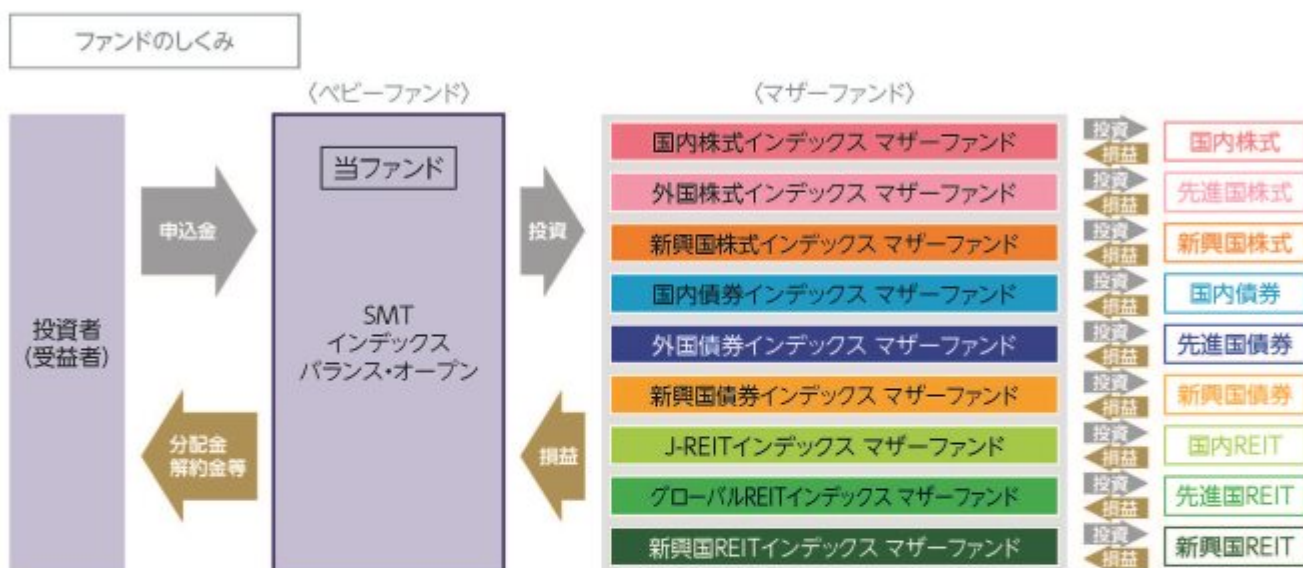 ファンドのしくみ
〈ベビーファンド〉
〈マザーファンド〉
投資者
(受益者)
申込金
分配金
解約金等
当ファンド
SMT
インデックス
バランス・オープン
投資
損益
国内株式インデックス マザーファンド
投資
損益
国内株式
外国株式インデックス マザーファンド
投資
損益
先進国株式
新興国株式インデックス マザーファンド
投資
損益
新興国株式
国内債券インデックス マザーファンド
投資
損益
国内債券
外国債券インデックス マザーファンド
投資
損益
先進国債券
新興国債券インデックス マザーファンド
投資
損益
新興国債券
J-REITインデックス マザーファンド
投資
損益
国内REIT
グローバルREITインデックス マザーファンド
投資
損益
先進国REIT
新興国REITインデックス マザーファンド
投資
損益
新興国REIT